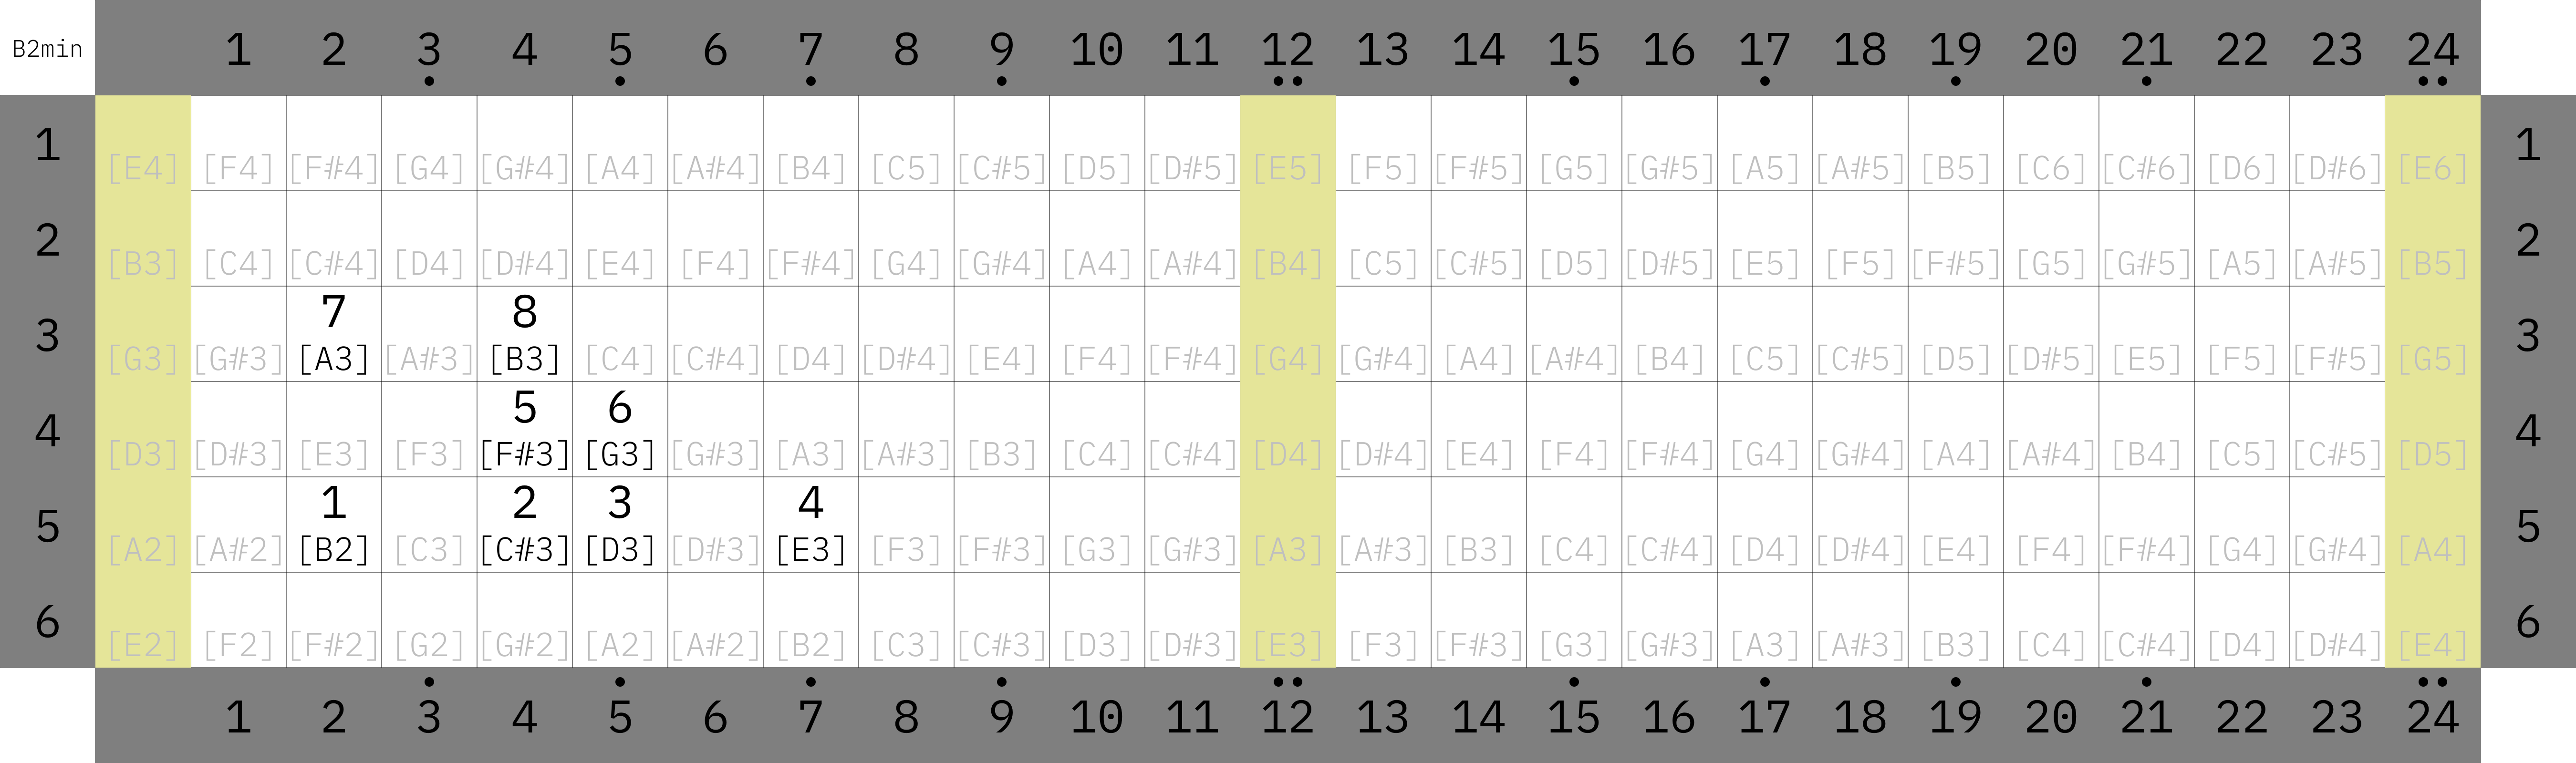 B2min 1 2 3 4 5 6 7 8 9 10 11 12 13 14 15 16 17 18 19 20 21 22 23 24
1 [E4] [F4] [F#4] [G4] [G#4] [A4] [A#4] [B4] [C5] [C#5] [D5] [D#5] [E5] [F5] [F#5] [G5] [G#5] [A5] [A#5] [B5] [C6] [C#6] [D6] [D#6] [E6] 1
2 [B3] [C4] [C#4] [D4] [D#4] [E4] [F4] [F#4] [G4] [G#4] [A4] [A#4] [B4] [C5] [C#5] [D5] [D#5] [E5] [F5] [F#5] [G5] [G#5] [A5] [A#5] [B5] 2
7 8
3 [G3] [G#3] [A3] [A#3] [B3] [C4] [C#4] [D4] [D#4] [E4] [F4] [F#4] [G4] [G#4] [A4] [A#4] [B4] [C5] [C#5] [D5] [D#5] [E5] [F5] [F#5] [G5] 3
5 6
4 [D3] [D#3] [E3] [F3] [F#3] [G3] [G#3] [A3] [A#3] [B3] [C4] [C#4] [D4] [D#4] [E4] [F4] [F#4] [G4] [G#4] [A4] [A#4] [B4] [C5] [C#5] [D5] 4
1 2 3 4
5 [A2] [A#2] [B2] [C3] [C#3] [D3] [D#3] [E3] [F3] [F#3] [G3] [G#3] [A3] [A#3] [B3] [C4] [C#4] [D4] [D#4] [E4] [F4] [F#4] [G4] [G#4] [A4] 5
6 [E2] [F2] [F#2] [G2] [G#2] [A2] [A#2] [B2] [C3] [C#3] [D3] [D#3] [E3] [F3] [F#3] [G3] [G#3] [A3] [A#3] [B3] [C4] [C#4] [D4] [D#4] [E4] 6
1 2 3 4 5 6 7 8 9 10 11 12 13 14 15 16 17 18 19 20 21 22 23 24